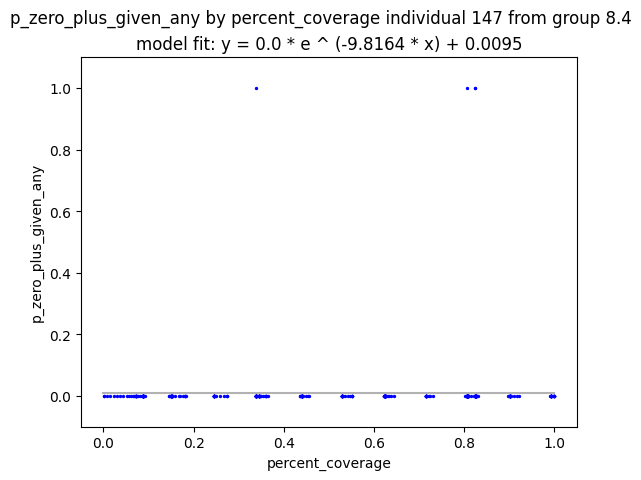 p_zero_plus_given_any by percent_coverage individual 147 from group 8.4
model fit: y = 0.0 * e ^ (-9.8164 * x) + 0.0095
1.0
0.8
0.6
0.4
0.2
0.0
p_zero_plus_given_any
0.0 0.2 0.4 0.6 0.8 1.0
percent_coverage